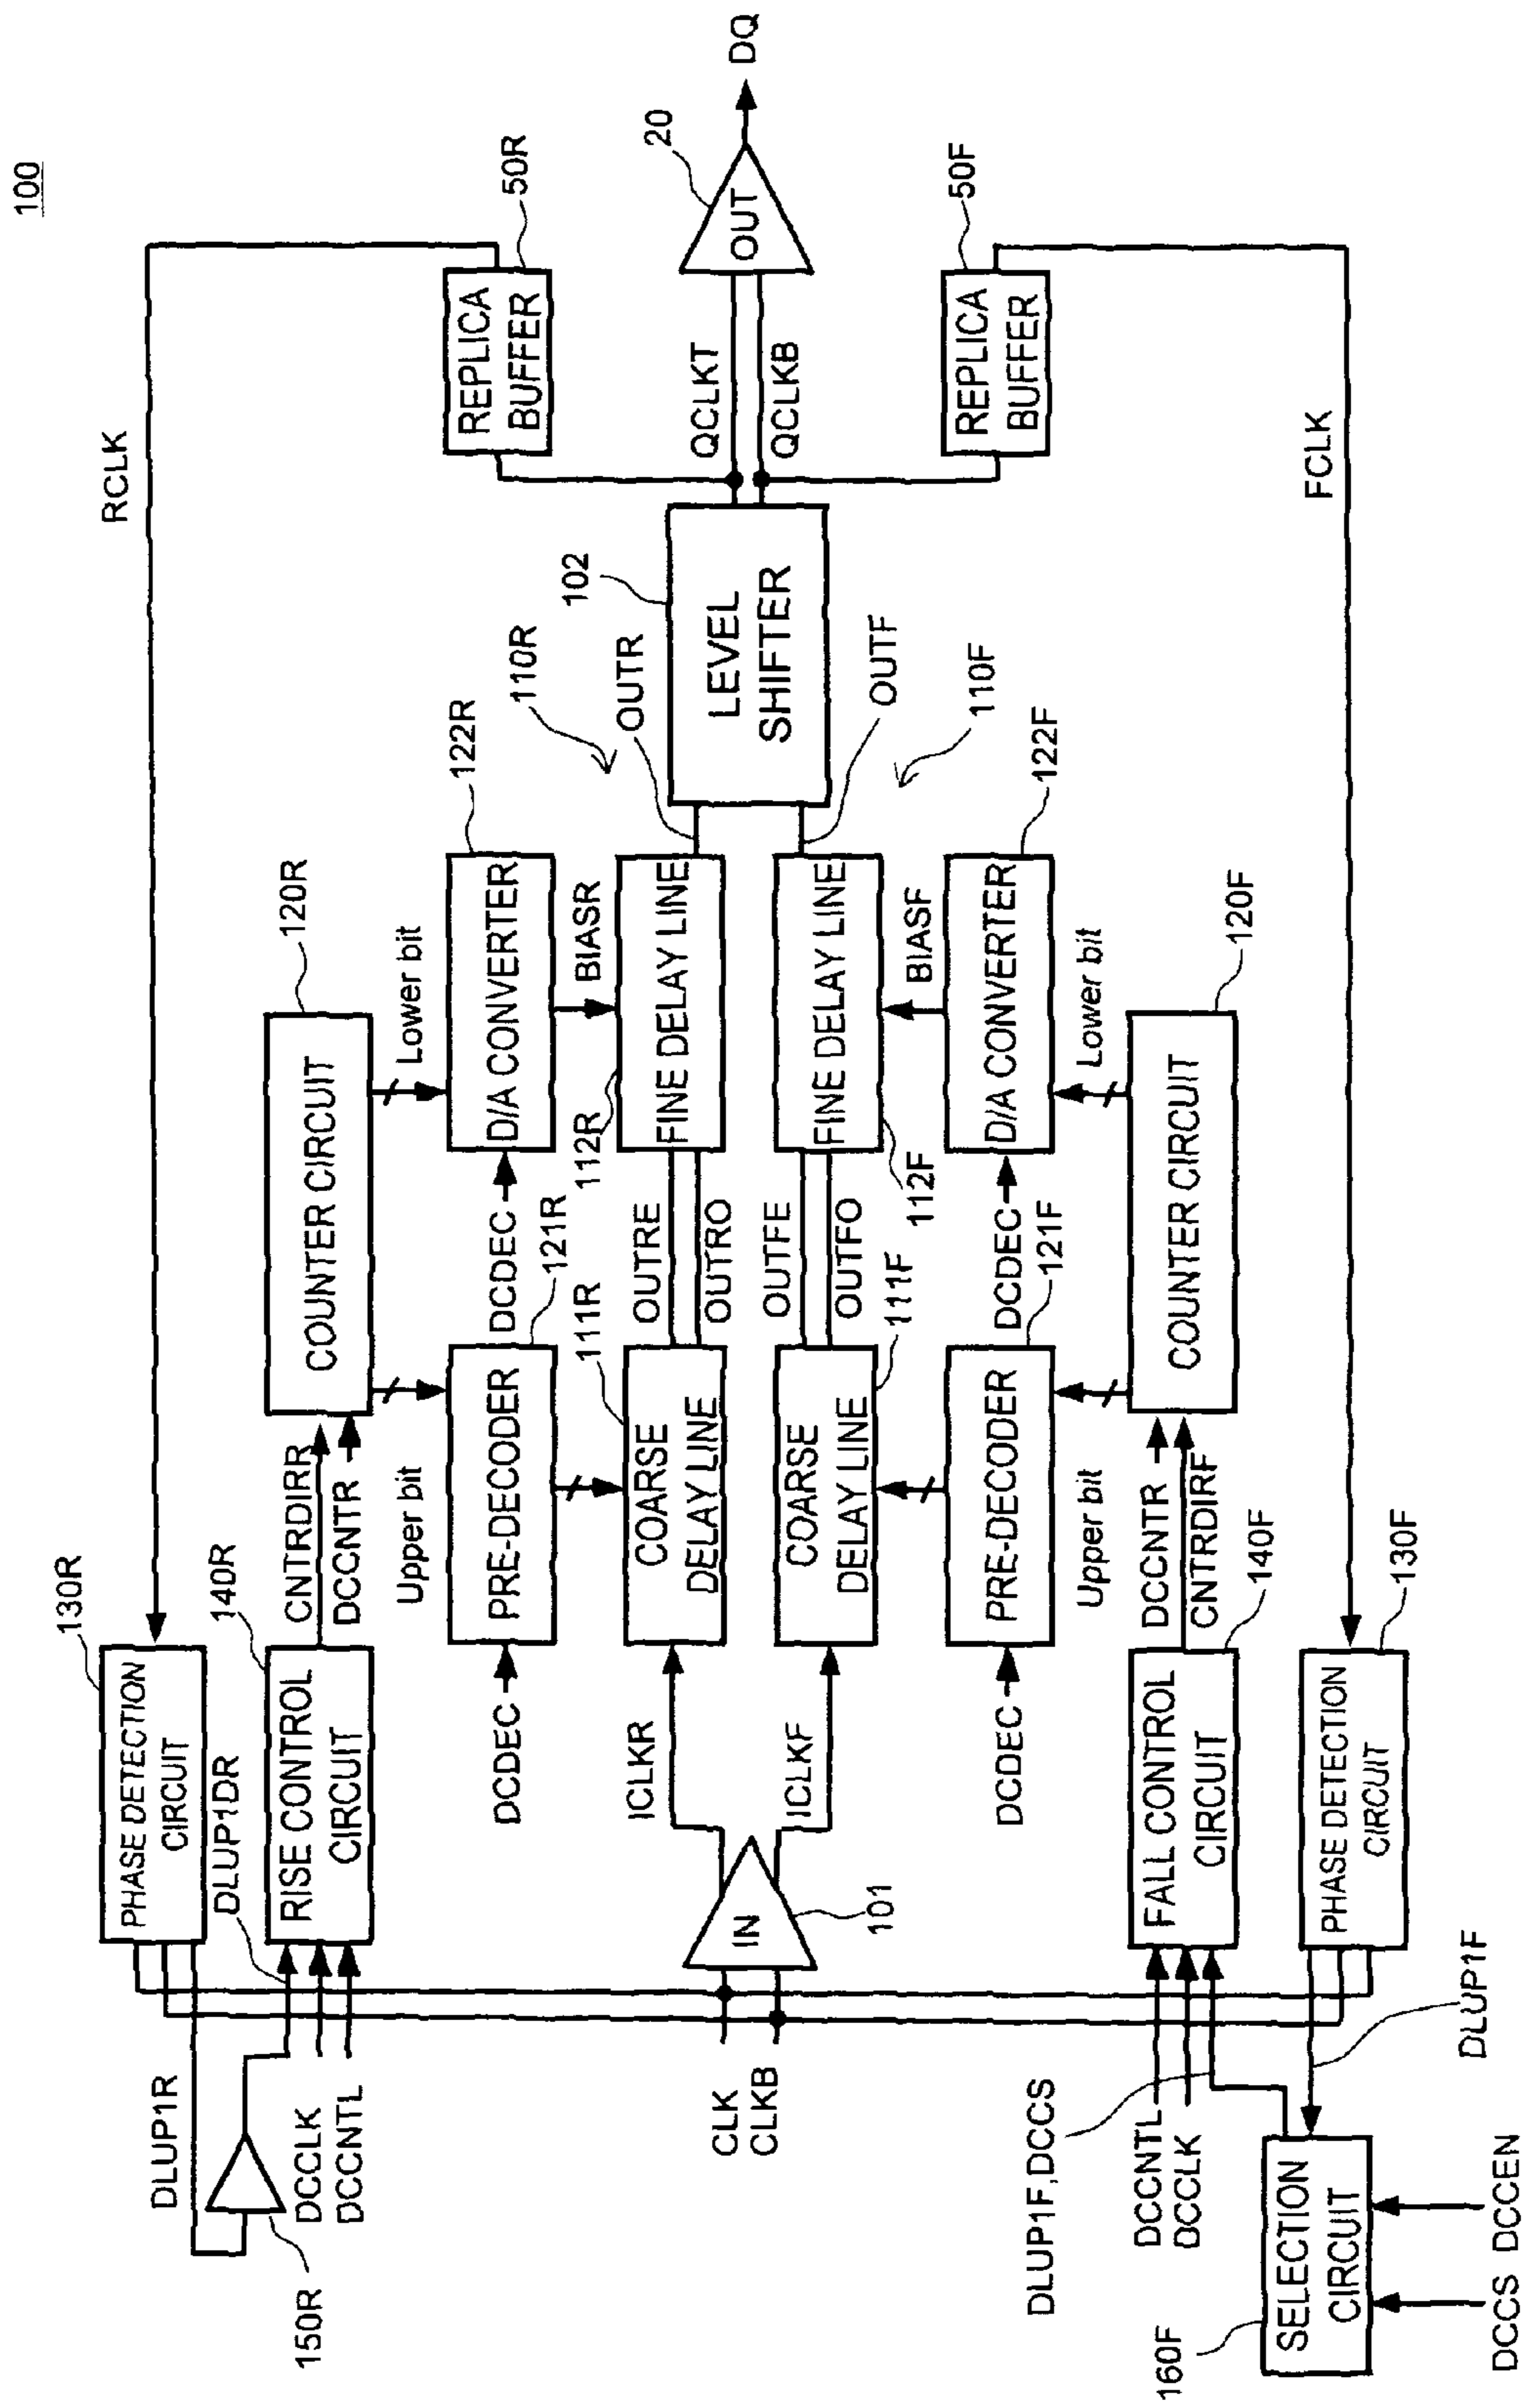 100
RCLK
130R
PHASE DETECTION
CIRCUIT
DLUP1R
150R
DLUP1DR
140R
RISE CONTROL
CIRCUIT
DCCLK
DCCNTL
CNTRDIRR
DCCNTR
120R
COUNTER CIRCUIT
Upper bit
Lower bit
DCDEC
PRE-DECODER
121R
DCDEC
D/A CONVERTER
122R
BIASR
50R
REPLICA
BUFFER
ICLKR
COARSE
DELAY LINE
111R
OUTRE
OUTRO
112R
FINE DELAY LINE
110R
OUTR
102
LEVEL
SHIFTER
QCLKT
QCLKB
20
OUT
DQ
CLK
CLKB
IN
101
ICLKF
COARSE
DELAY LINE
111F
OUTFE
OUTFO
112F
FINE DELAY LINE
OUTF
110F
BIASF
DCDEC
PRE-DECODER
121F
DCDEC
D/A CONVERTER
122F
50F
REPLICA
BUFFER
Upper bit
Lower bit
DLUP1F,DCCS
DCCNTL
DCCLK
FALL CONTROL
CIRCUIT
140F
DCCNTR
CNTRDIRF
COUNTER CIRCUIT
120F
FCLK
160F
SELECTION
CIRCUIT
PHASE DETECTION
CIRCUIT
130F
DLUP1F
DCCS
DCCEN